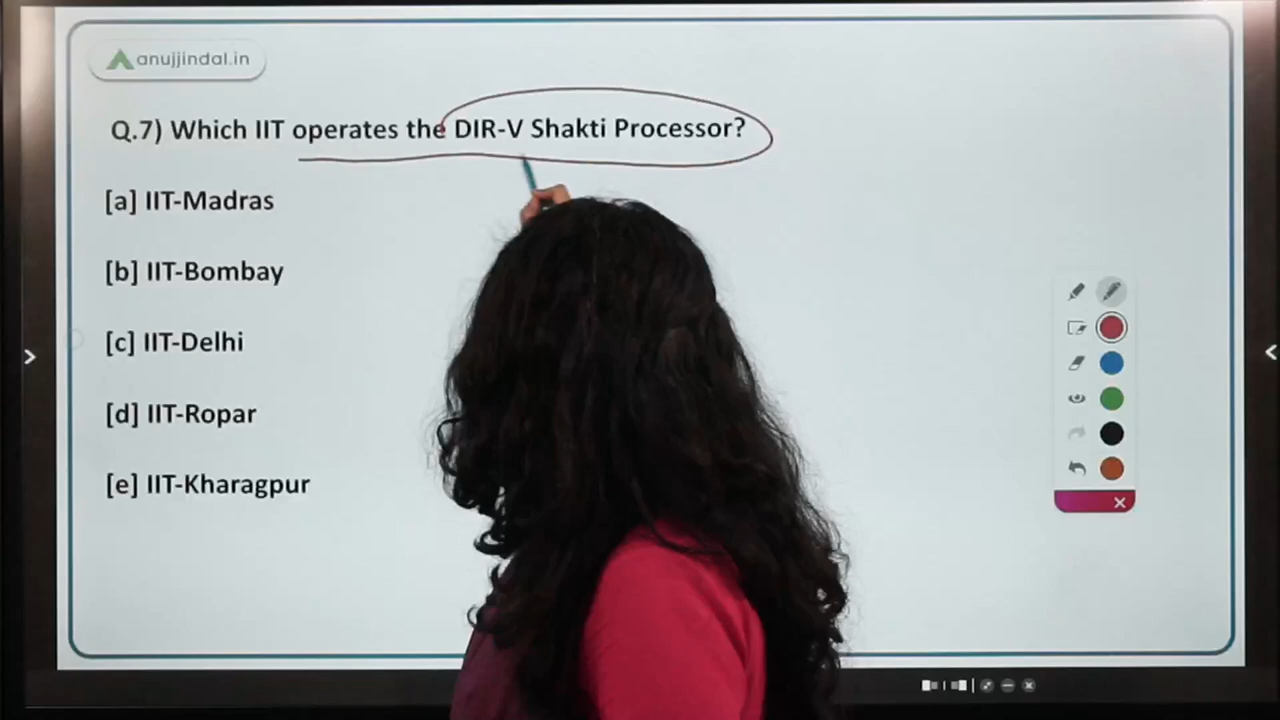 anujjindal.in
Q.7) Which IIT operates the DIR-V Shakti Processor?
[a] IIT-Madras
[b] IIT-Bombay
[c] IIT-Delhi
[d] IIT-Ropar
[e] IIT-Kharagpur